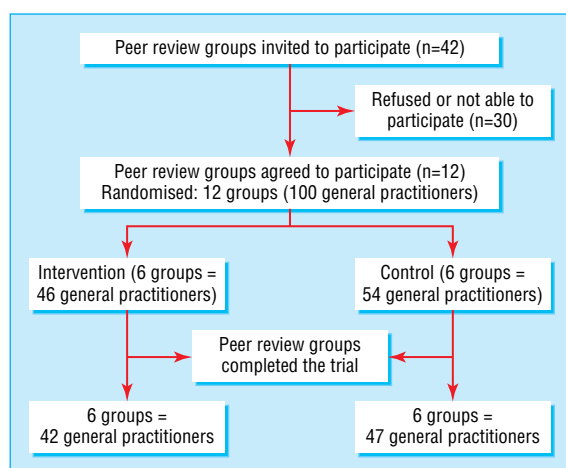 Peer review groups invited to participate (n=42)
Refused or not able to
participate (n=30)
Peer review groups agreed to participate (n=12)
Randomised: 12 groups (100 general practitioners)
Intervention (6 groups =
46 general practitioners)
Control (6 groups =
54 general practitioners)
Peer review groups
completed the trial
6 groups =
42 general practitioners
6 groups =
47 general practitioners